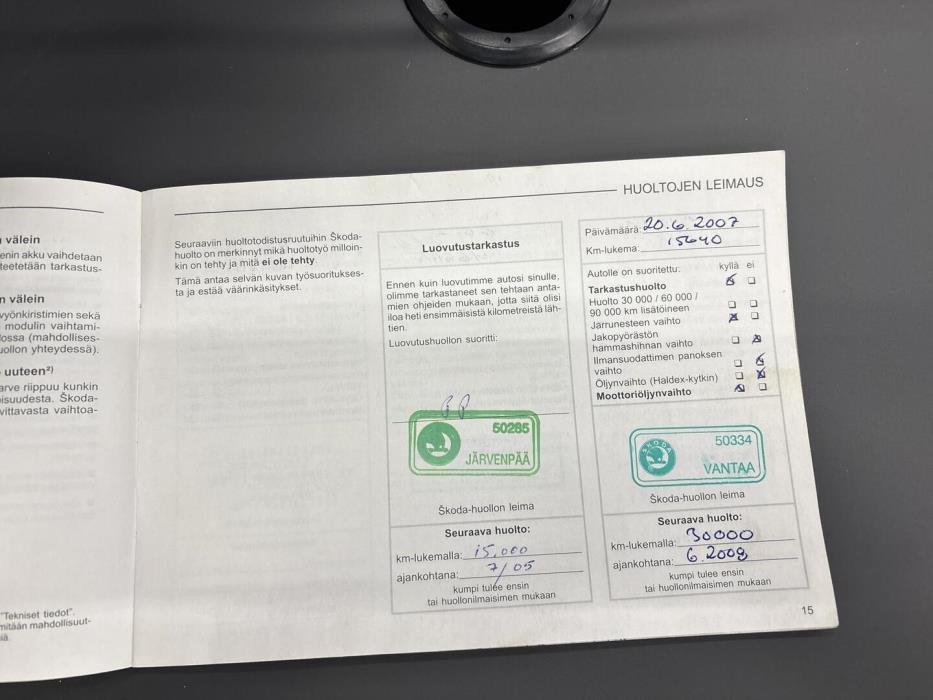 HUOLTOJEN LEIMAUS
välein
enin akku vaihdetaan
teetetään tarkastus-
n välein
vyönkiristimien sekä
modulin vaihtami-
ossa (mahdollises-
uollon yhteydessä).
uuteen²)
arve riippuu kunkin
isuudesta. Škoda-
vittavasta vaihtoa-
"Tekniset tiedot".
mitään mahdollisuut-
iä.
Seuraaviin huoltotodistusruutuihin Škoda-
huolto on merkinnyt mikä huoltotyö milloin-
kin on tehty ja mitä ei ole tehty.
Tämä antaa selvän kuvan työsuorituksес-
ta ja estää väärinkäsitykset.
Luovutustarkastus
Ennen kuin luovutimme autosi sinulle,
olimme tarkastaneet sen tehtaan anta-
mien ohjeiden mukaan, jotta siitä olisi
iloa heti ensimmäisistä kilometreistä läh-
tien.
Luovutushuollon suoritti:
50285
JÄRVENPÄÄ
Škoda-huollon leima
Seuraava huolto:
km-lukemalla: 15.000
ajankohtana: 7/05
kumpi tulee ensin
tai huollonilmaisimen mukaan
Päivämäärä: 20.6.2007
Km-lukema: 15640
Autolle on suoritettu: kyllä ei
Tarkastushuolto
Huolto 30 000 / 60 000 /
90 000 km lisätöineen
Jarrunesteen vaihto
Jakopyörästön
hammashihnan vaihto
Ilmansuodattimen panoksen
vaihto
Öljynvaihto (Haldex-kytkin)
Moottoriöljynvaihto
ŠKODA
50334
VANTAA
Škoda-huollon leima
Seuraava huolto:
km-lukemalla: 30000
ajankohtana: 6.2008
kumpi tulee ensin
tai huollonilmaisimen mukaan
15